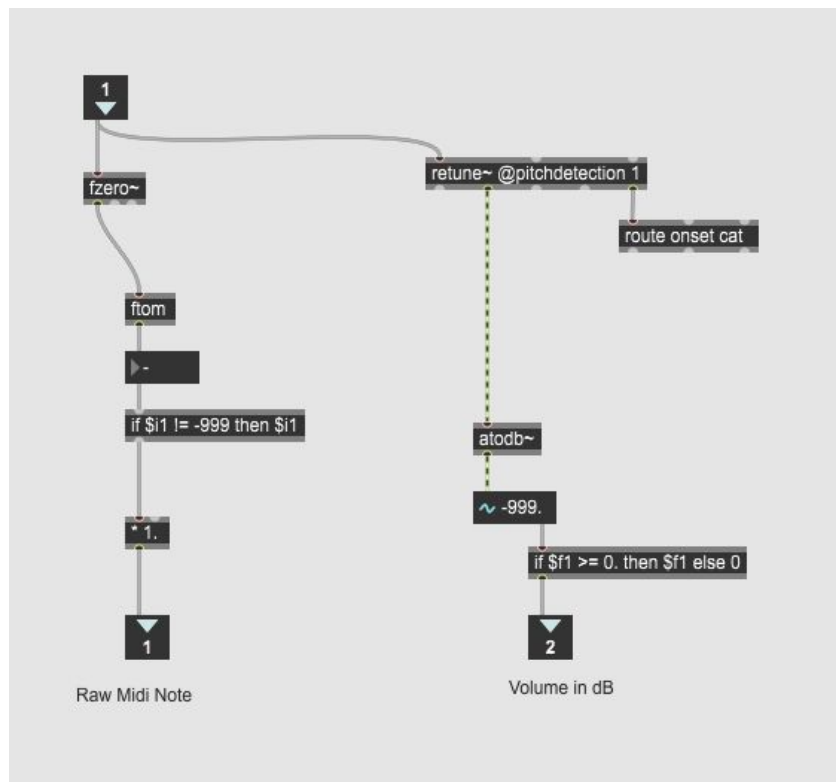 1
fzero~
retune~ @pitchdetection 1
route onset cat
ftom
-
if $i1 != -999 then $i1
atodb~
-999.
* 1.
if $f1 >= 0. then $f1 else 0
1
2
Raw Midi Note
Volume in dB